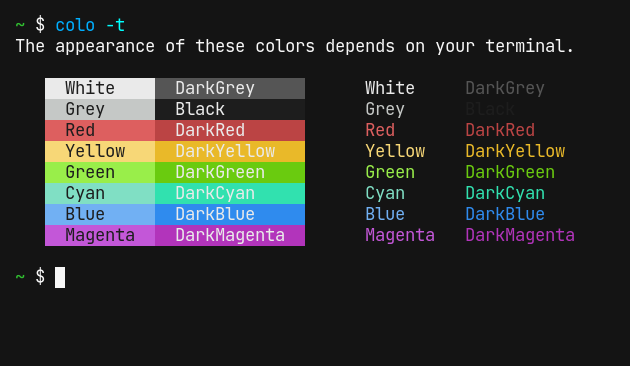 ~ $ colo -t
The appearance of these colors depends on your terminal.
White DarkGrey White DarkGrey
Grey Black Grey Black
Red DarkRed Red DarkRed
Yellow DarkYellow Yellow DarkYellow
Green DarkGreen Green DarkGreen
Cyan DarkCyan Cyan DarkCyan
Blue DarkBlue Blue DarkBlue
Magenta DarkMagenta Magenta DarkMagenta
~ $